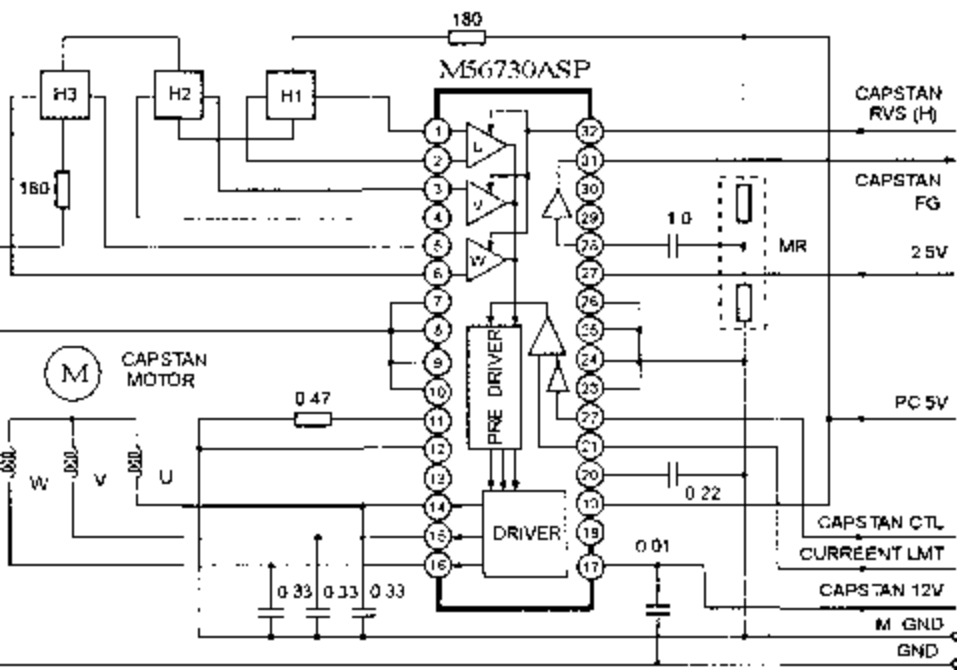 180
M56730ASP
H3
H2
H1
CAPSTAN
RVS (H)
CAPSTAN
FG
180
1
2
3
4
5
6
7
8
9
10
11
12
13
14
15
16
32
31
30
29
28
27
26
35
24
23
22
21
20
13
19
17
L
V
W
1.0
MR
2.5V
PRE DRIVER
M
CAPSTAN
MOTOR
0.47
PC 5V
W
V
U
0.22
DRIVER
CAPSTAN CTL
CURREENT LMT
0.01
0.33
0.33
0.33
CAPSTAN 12V
M GND
GND